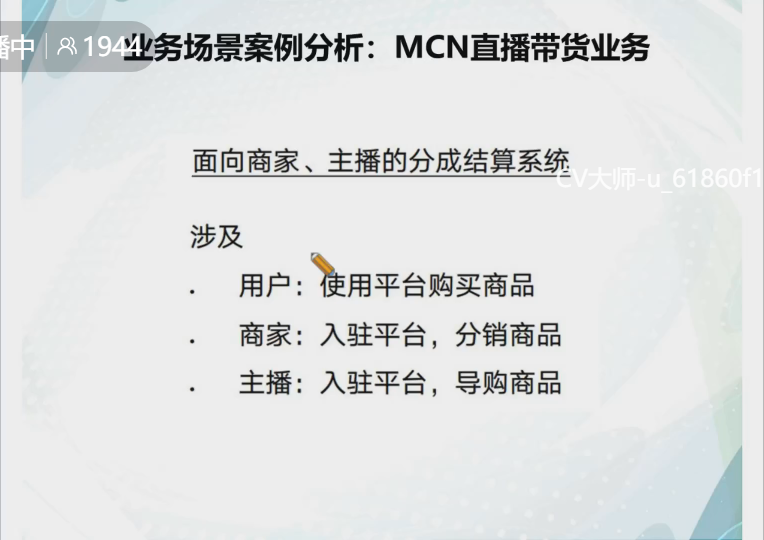 播中 1944
业务场景案例分析：MCN直播带货业务
面向商家、主播的分成结算系统
CV大师-u_61860f1
涉及
. 用户：使用平台购买商品
. 商家：入驻平台，分销商品
. 主播：入驻平台，导购商品